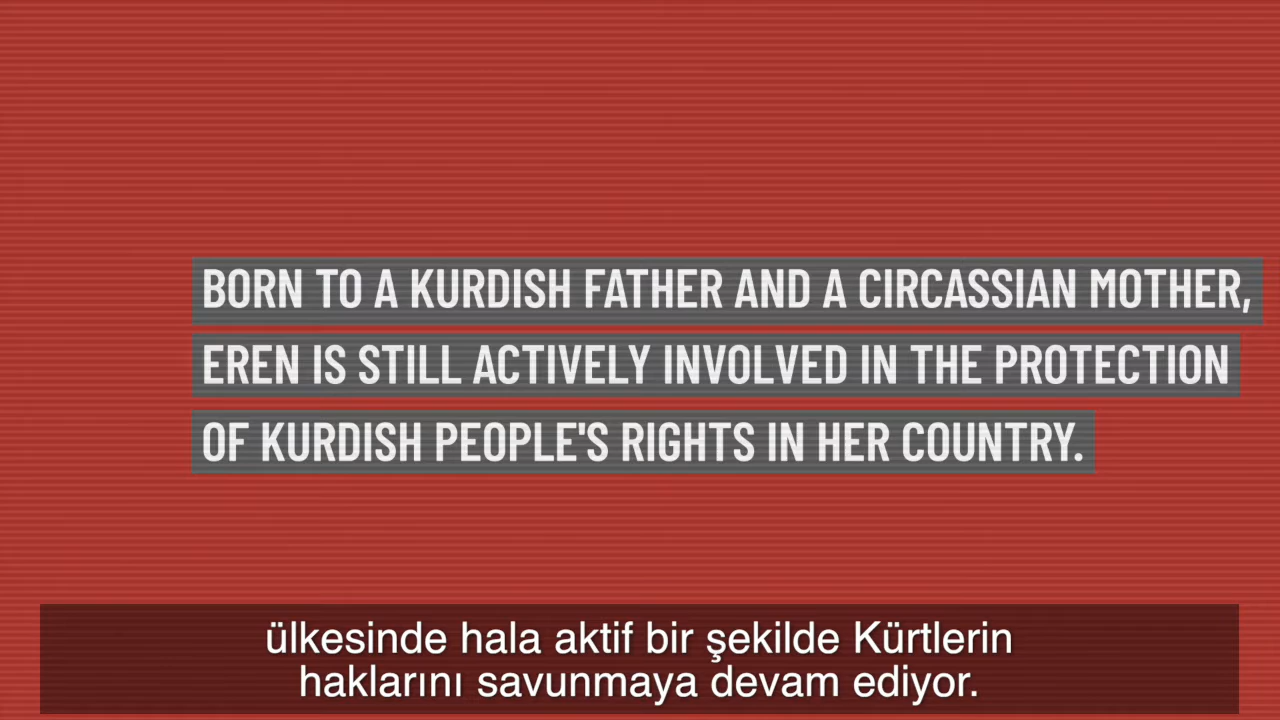 BORN TO A KURDISH FATHER AND A CIRCASSIAN MOTHER,
EREN IS STILL ACTIVELY INVOLVED IN THE PROTECTION
OF KURDISH PEOPLE'S RIGHTS IN HER COUNTRY.
ülkesinde hala aktif bir şekilde Kürtlerin
haklarını savunmaya devam ediyor.